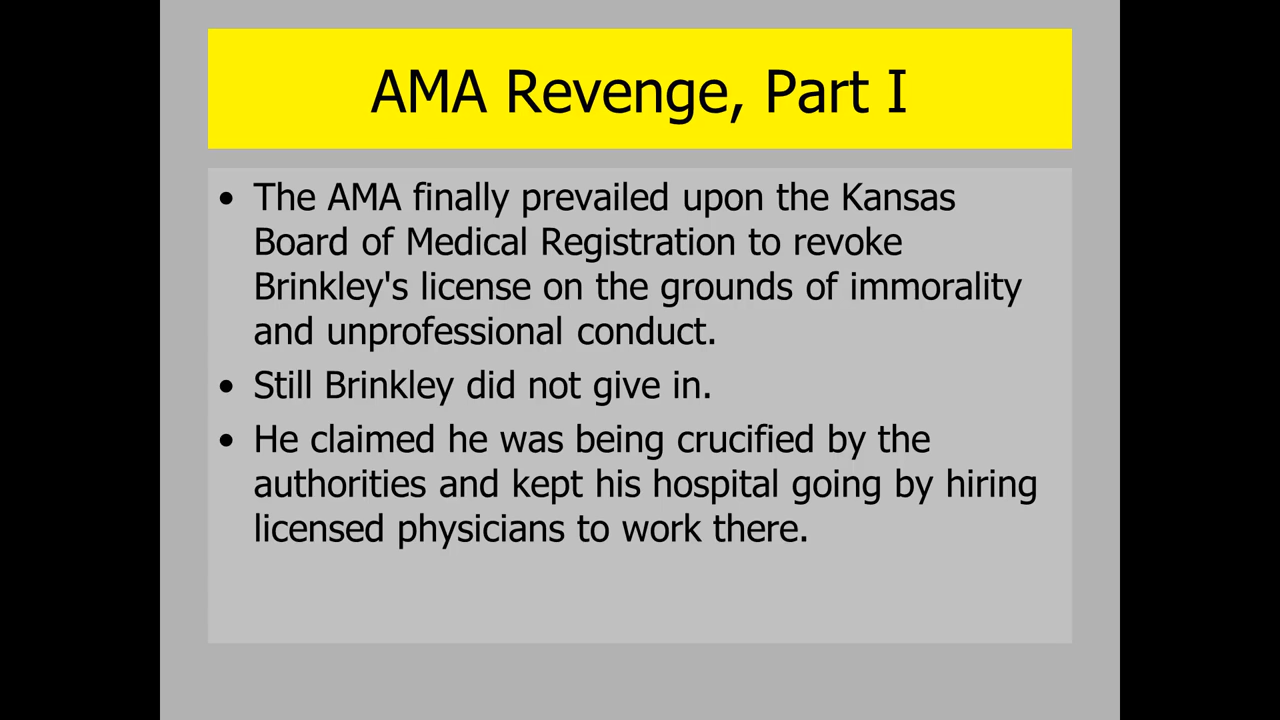 AMA Revenge, Part I
• The AMA finally prevailed upon the Kansas
Board of Medical Registration to revoke
Brinkley's license on the grounds of immorality
and unprofessional conduct.
• Still Brinkley did not give in.
• He claimed he was being crucified by the
authorities and kept his hospital going by hiring
licensed physicians to work there.